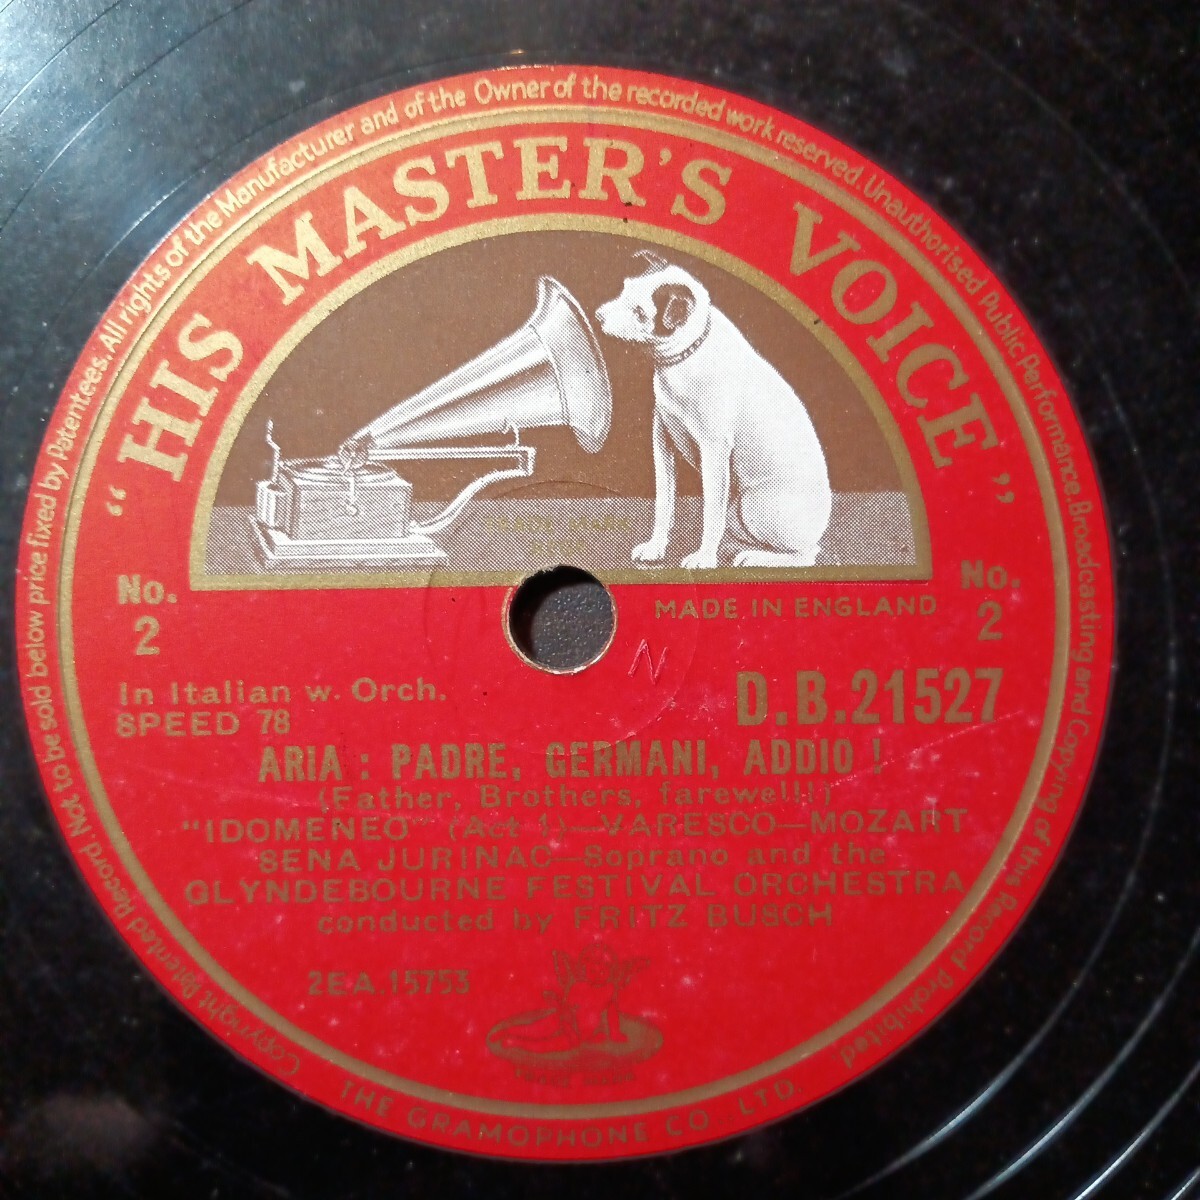 Copyright Patented Record. Not to be sold below price fixed by Patentees. All rights of the Manufacturer and of the Owner of the recorded work reserved. Unauthorised Public Performance. Broadcasting and Copying of this Record Prohibited.
"HIS MASTER'S VOICE"
TRADE MARK
No.
2
No.
2
MADE IN ENGLAND
N
In Italian w. Orch.
SPEED 78
D.B.21527
ARIA : PADRE, GERMANI, ADDIO !
(Father, Brothers, farewell!)
"IDOMENEO" (Act 1)—VARESCO—MOZART
SENA JURINAC—Soprano and the
GLYNDEBOURNE FESTIVAL ORCHESTRA
conducted by FRITZ BUSCH
2EA.15753
TRADE MARK
THE GRAMOPHONE CO. LTD.